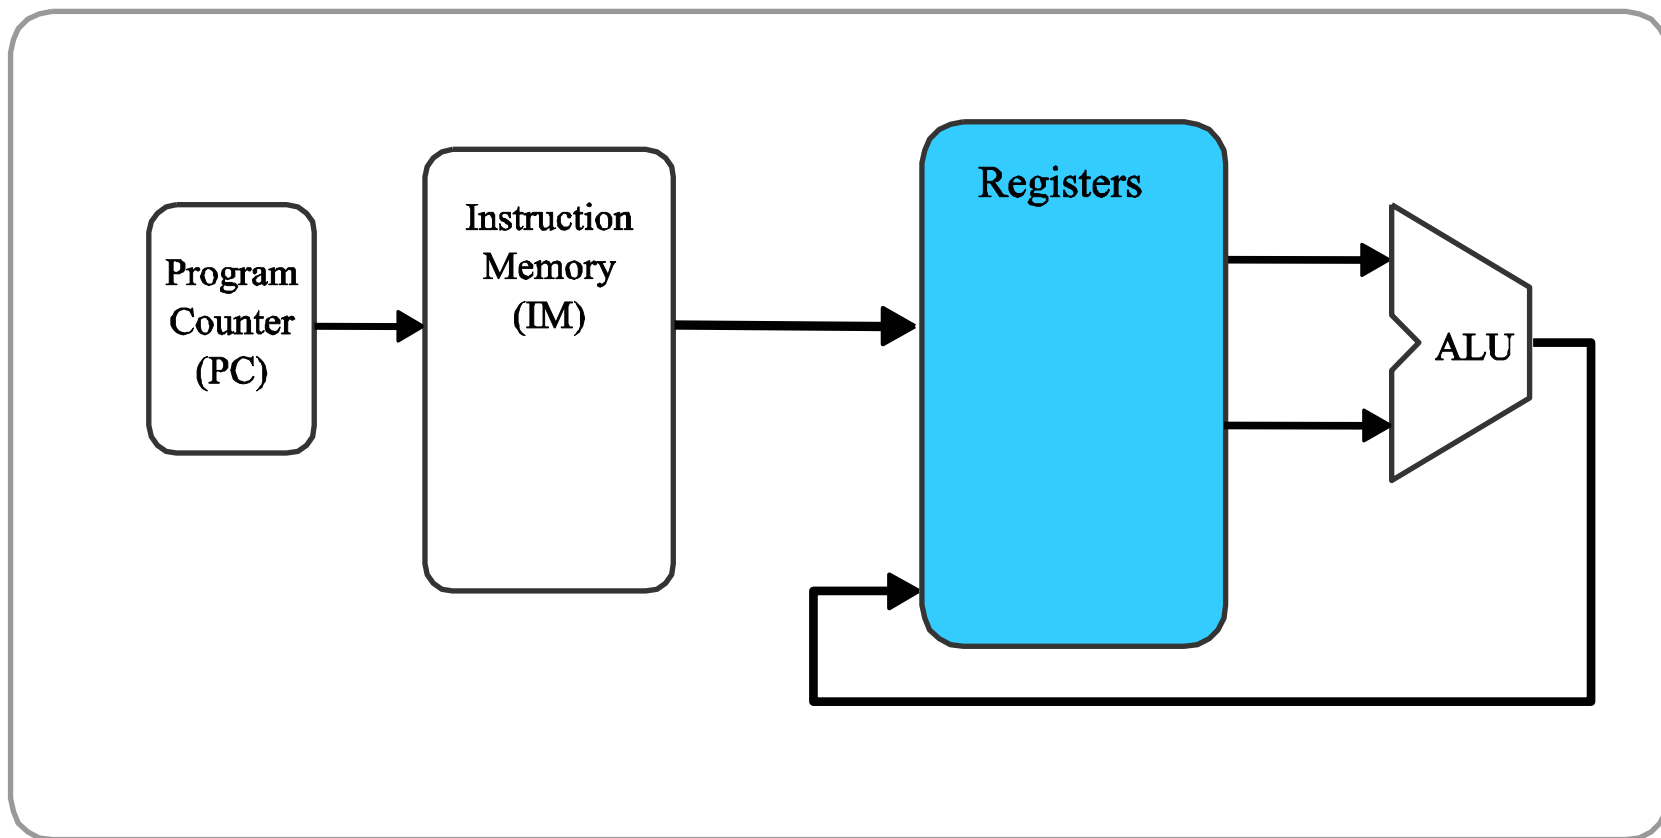 Program
Counter
(PC)
Instruction
Memory
(IM)
Registers
ALU